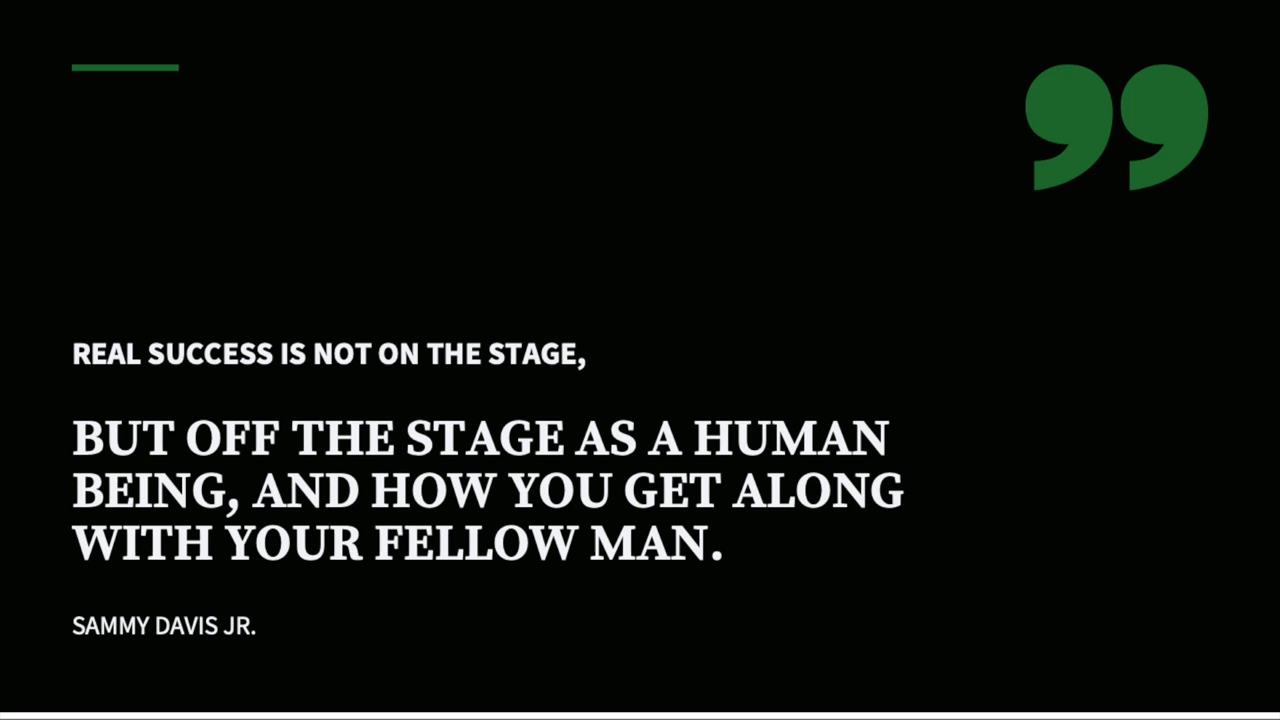 REAL SUCCESS IS NOT ON THE STAGE,
BUT OFF THE STAGE AS A HUMAN
BEING, AND HOW YOU GET ALONG
WITH YOUR FELLOW MAN.
SAMMY DAVIS JR.